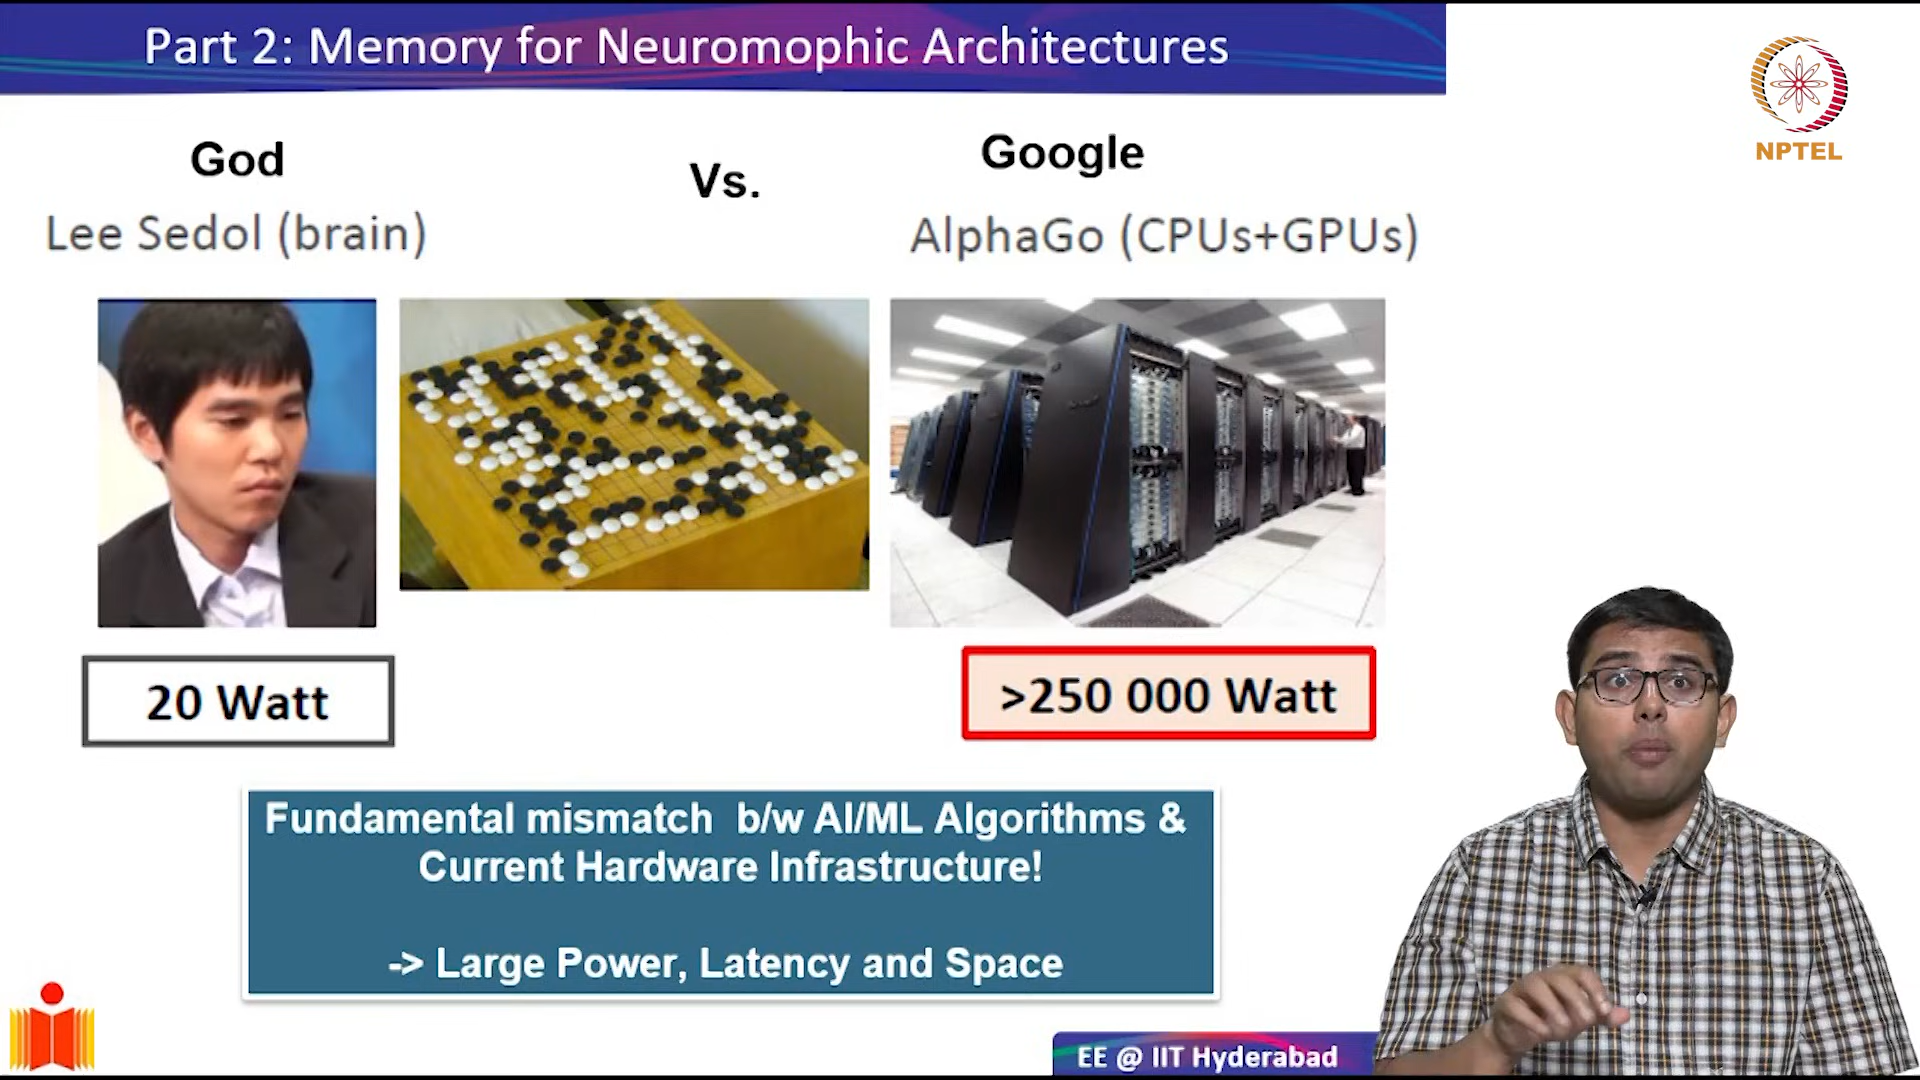 Part 2: Memory for Neuromophic Architectures
NPTEL
God
Vs.
Google
Lee Sedol (brain)
AlphaGo (CPUs+GPUs)
20 Watt
>250 000 Watt
Fundamental mismatch b/w AI/ML Algorithms &
Current Hardware Infrastructure!
-> Large Power, Latency and Space
EE @ IIT Hyderabad